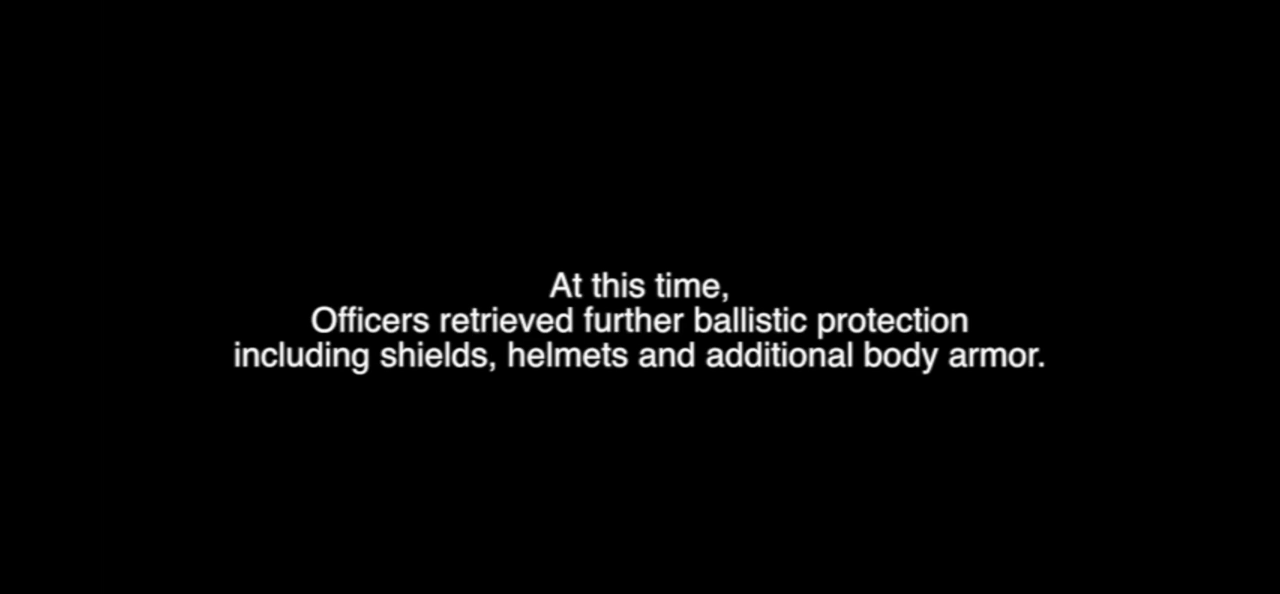 At this time,
Officers retrieved further ballistic protection
including shields, helmets and additional body armor.